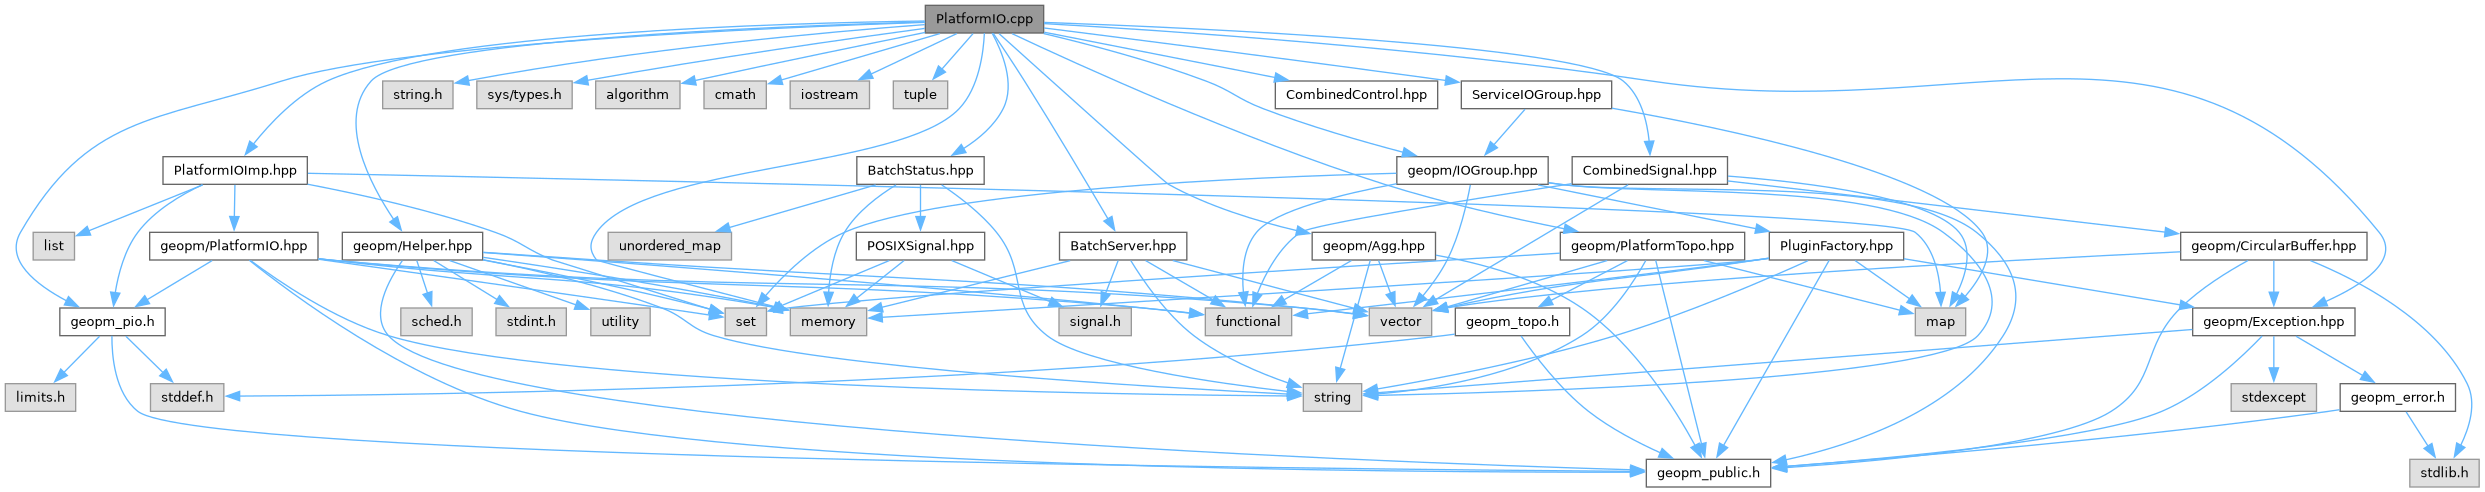 PlatformIO.cpp
string.h
sys/types.h
algorithm
cmath
iostream
tuple
CombinedControl.hpp
ServiceIOGroup.hpp
PlatformIOImp.hpp
BatchStatus.hpp
geopm/IOGroup.hpp
CombinedSignal.hpp
list
geopm/PlatformIO.hpp
geopm/Helper.hpp
unordered_map
POSIXSignal.hpp
BatchServer.hpp
geopm/Agg.hpp
geopm/PlatformTopo.hpp
PluginFactory.hpp
geopm/CircularBuffer.hpp
geopm_pio.h
sched.h
stdint.h
utility
set
memory
signal.h
functional
vector
geopm_topo.h
map
geopm/Exception.hpp
limits.h
stddef.h
string
stdexcept
geopm_error.h
geopm_public.h
stdlib.h